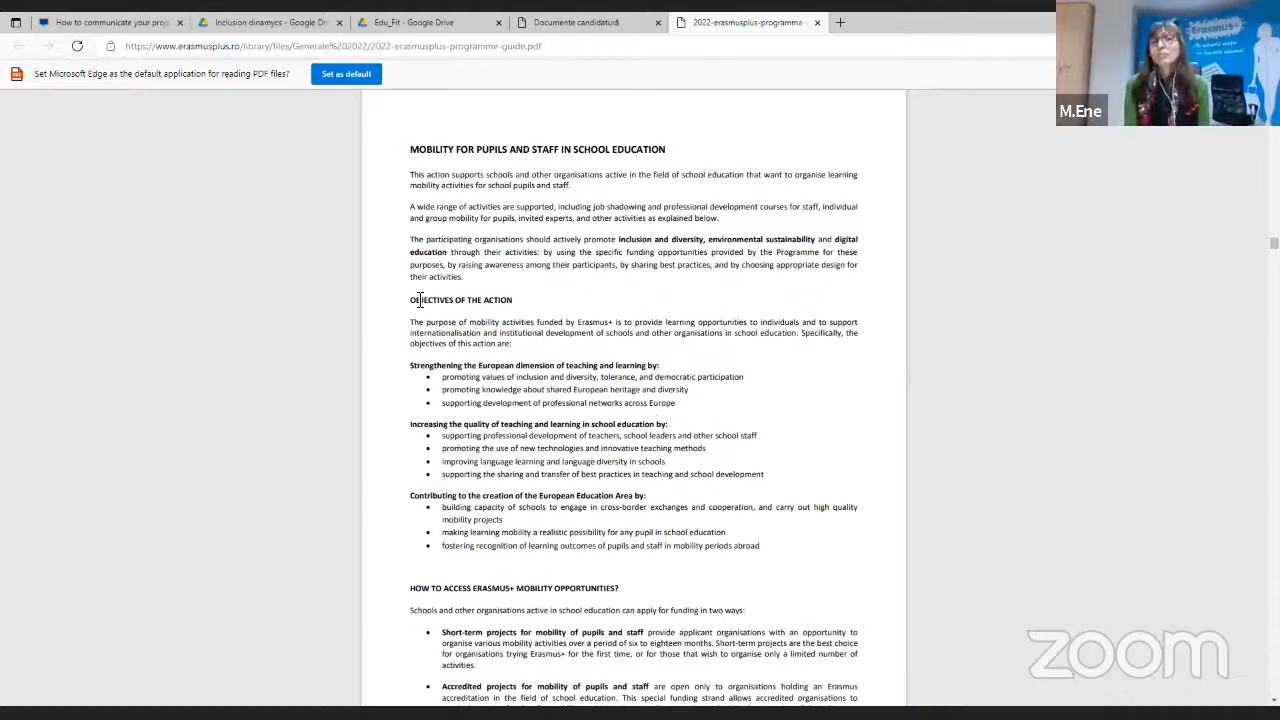 How to communicate your proje
Inclusion dinamycs - Google Dri
Edu_Fit - Google Drive
Documente candidatură
2022-erasmusplus-programme-
https://www.erasmusplus.ro/library/files/Generale%202022/2022-erasmusplus-programme-guide.pdf
Set Microsoft Edge as the default application for reading PDF files?
Set as default
Erasmus+
M.Ene
MOBILITY FOR PUPILS AND STAFF IN SCHOOL EDUCATION
This action supports schools and other organisations active in the field of school education that want to organise learning
mobility activities for school pupils and staff.
A wide range of activities are supported, including job shadowing and professional development courses for staff, individual
and group mobility for pupils, invited experts, and other activities as explained below.
The participating organisations should actively promote inclusion and diversity, environmental sustainability and digital
education through their activities: by using the specific funding opportunities provided by the Programme for these
purposes, by raising awareness among their participants, by sharing best practices, and by choosing appropriate design for
their activities.
OBJECTIVES OF THE ACTION
The purpose of mobility activities funded by Erasmus+ is to provide learning opportunities to individuals and to support
internationalisation and institutional development of schools and other organisations in school education. Specifically, the
objectives of this action are:
Strengthening the European dimension of teaching and learning by:
• promoting values of inclusion and diversity, tolerance, and democratic participation
• promoting knowledge about shared European heritage and diversity
• supporting development of professional networks across Europe
Increasing the quality of teaching and learning in school education by:
• supporting professional development of teachers, school leaders and other school staff
• promoting the use of new technologies and innovative teaching methods
• improving language learning and language diversity in schools
• supporting the sharing and transfer of best practices in teaching and school development
Contributing to the creation of the European Education Area by:
• building capacity of schools to engage in cross-border exchanges and cooperation, and carry out high quality
mobility projects
• making learning mobility a realistic possibility for any pupil in school education
• fostering recognition of learning outcomes of pupils and staff in mobility periods abroad
HOW TO ACCESS ERASMUS+ MOBILITY OPPORTUNITIES?
Schools and other organisations active in school education can apply for funding in two ways:
• Short-term projects for mobility of pupils and staff provide applicant organisations with an opportunity to
organise various mobility activities over a period of six to eighteen months. Short-term projects are the best choice
for organisations trying Erasmus+ for the first time, or for those that wish to organise only a limited number of
activities.
• Accredited projects for mobility of pupils and staff are open only to organisations holding an Erasmus
accreditation in the field of school education. This special funding strand allows accredited organisations to
zoom